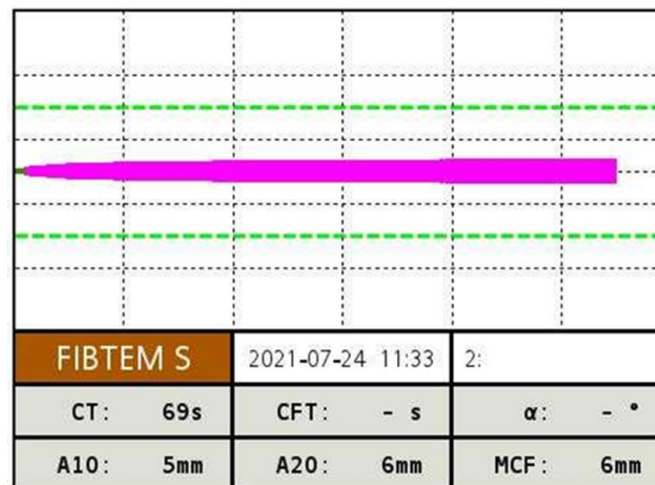 FIBTEM S 2021-07-24 11:33 2:
CT: 69s CFT: - s α: - °
A10: 5mm A20: 6mm MCF: 6mm